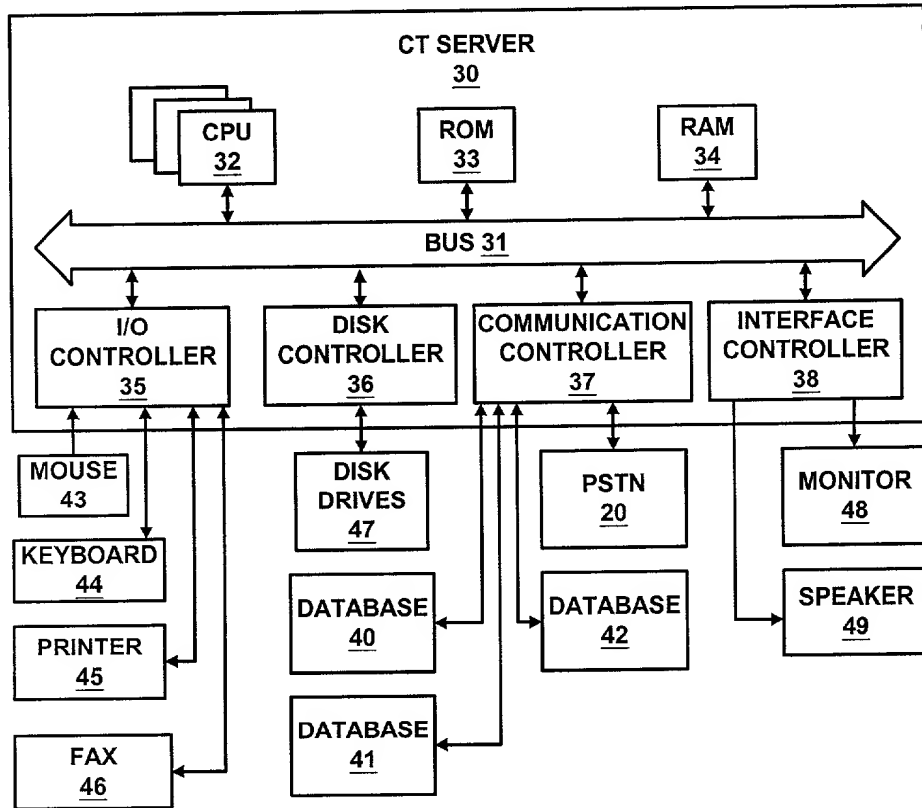 CT SERVER
30
CPU
32
ROM
33
RAM
34
BUS 31
I/O
CONTROLLER
35
DISK
CONTROLLER
36
COMMUNICATION
CONTROLLER
37
INTERFACE
CONTROLLER
38
MOUSE
43
DISK
DRIVES
47
PSTN
20
MONITOR
48
KEYBOARD
44
DATABASE
40
DATABASE
42
SPEAKER
49
PRINTER
45
DATABASE
41
FAX
46